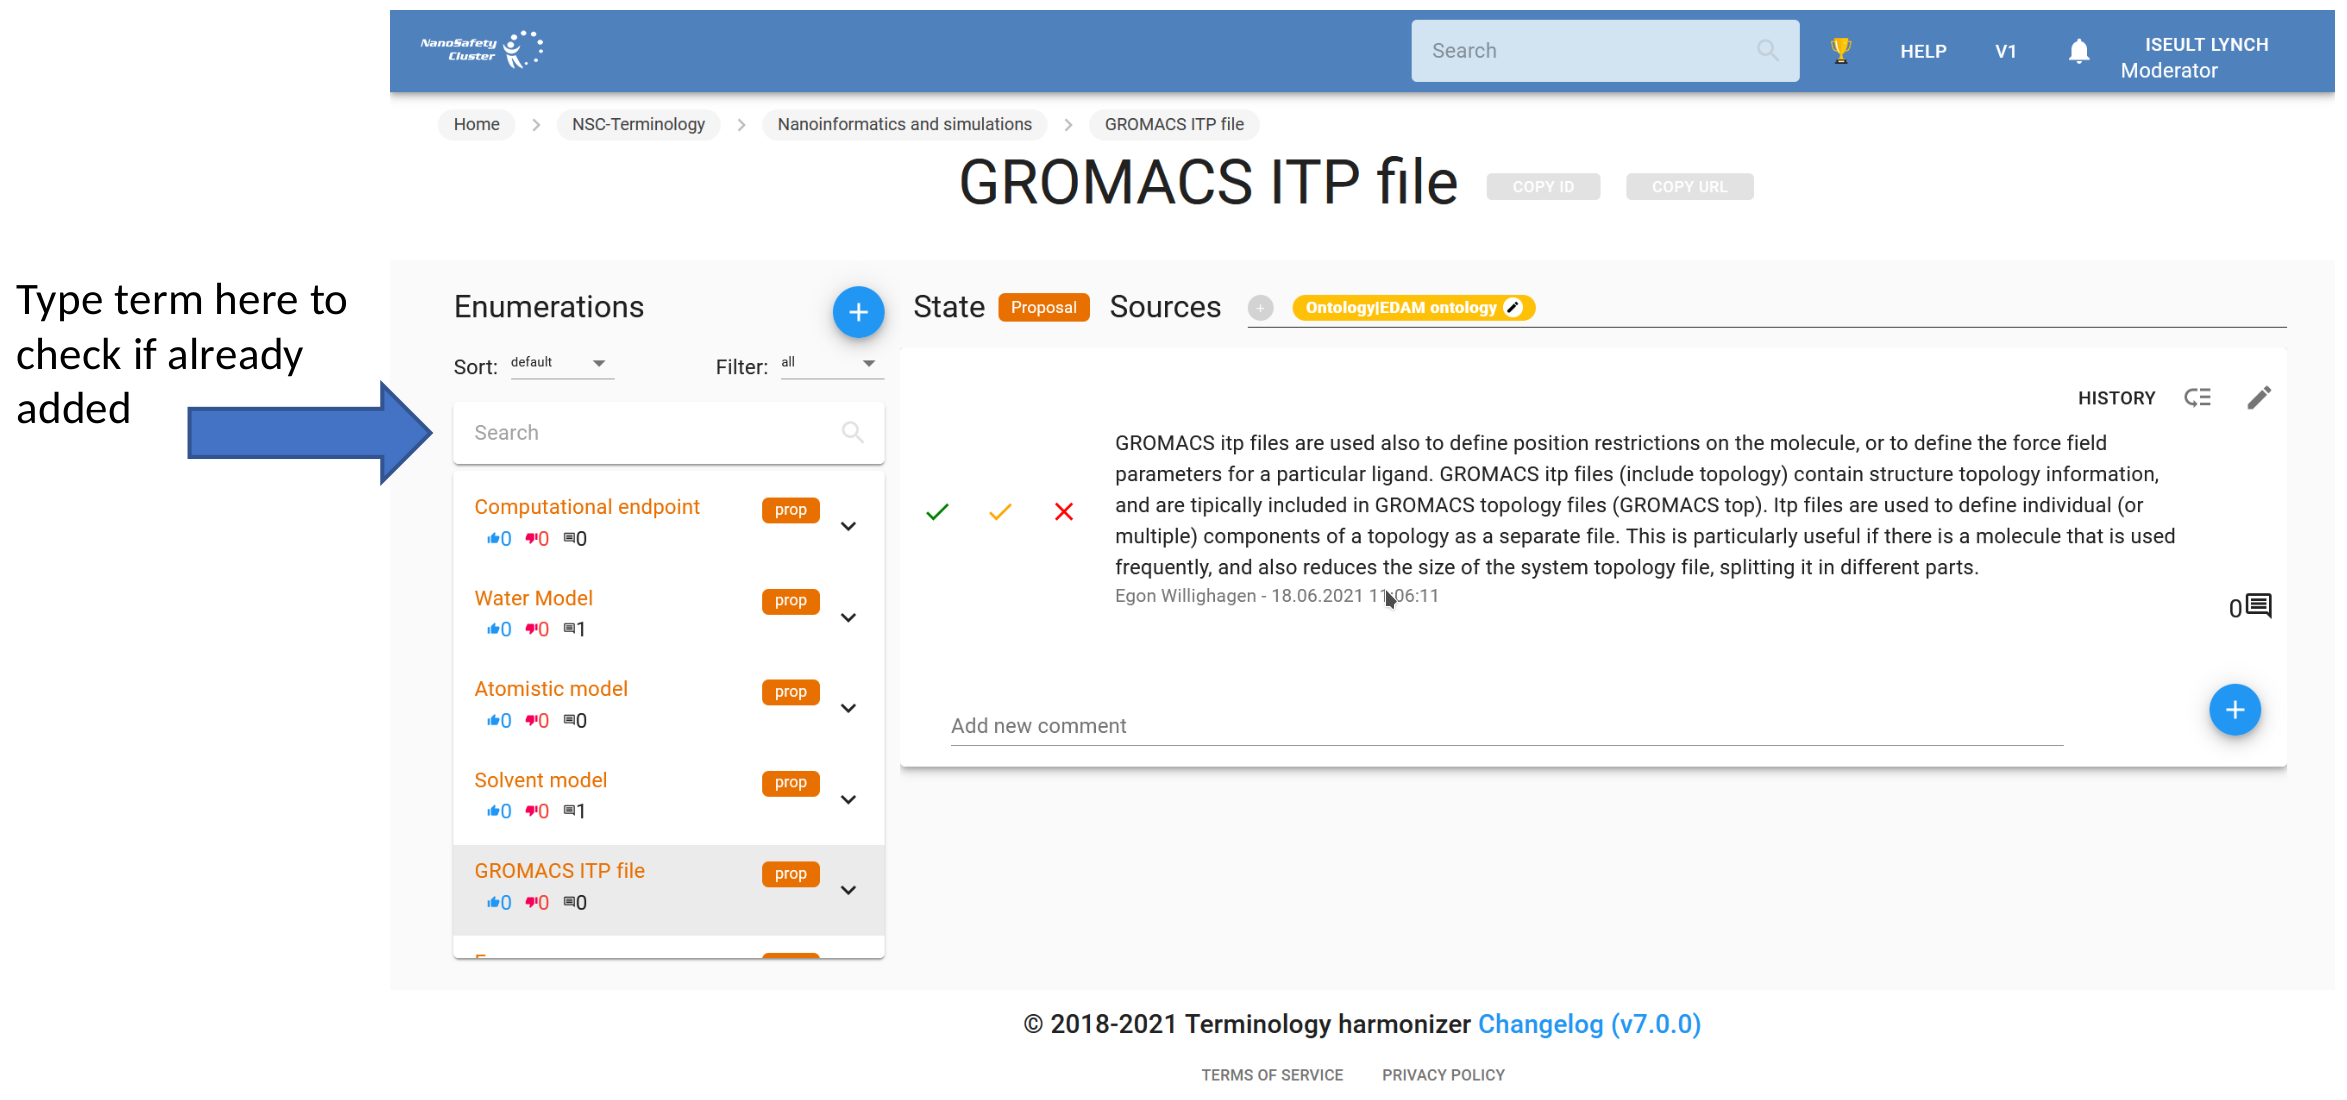 NanoSafety
Cluster
Search
HELP
V1
ISEULT LYNCH
Moderator
Home
NSC-Terminology
Nanoinformatics and simulations
GROMACS ITP file
GROMACS ITP file
COPY ID
COPY URL
Type term here to
check if already
added
Enumerations
Sort: default
Filter: all
Search
Computational endpoint
prop
0 0 0
Water Model
prop
0 0 1
Atomistic model
prop
0 0 0
Solvent model
prop
0 0 1
GROMACS ITP file
prop
0 0 0
State Proposal Sources Ontology|EDAM ontology
HISTORY
GROMACS itp files are used also to define position restrictions on the molecule, or to define the force field
parameters for a particular ligand. GROMACS itp files (include topology) contain structure topology information,
and are tipically included in GROMACS topology files (GROMACS top). Itp files are used to define individual (or
multiple) components of a topology as a separate file. This is particularly useful if there is a molecule that is used
frequently, and also reduces the size of the system topology file, splitting it in different parts.
Egon Willighagen - 18.06.2021 11:06:11
0
Add new comment
© 2018-2021 Terminology harmonizer Changelog (v7.0.0)
TERMS OF SERVICE
PRIVACY POLICY